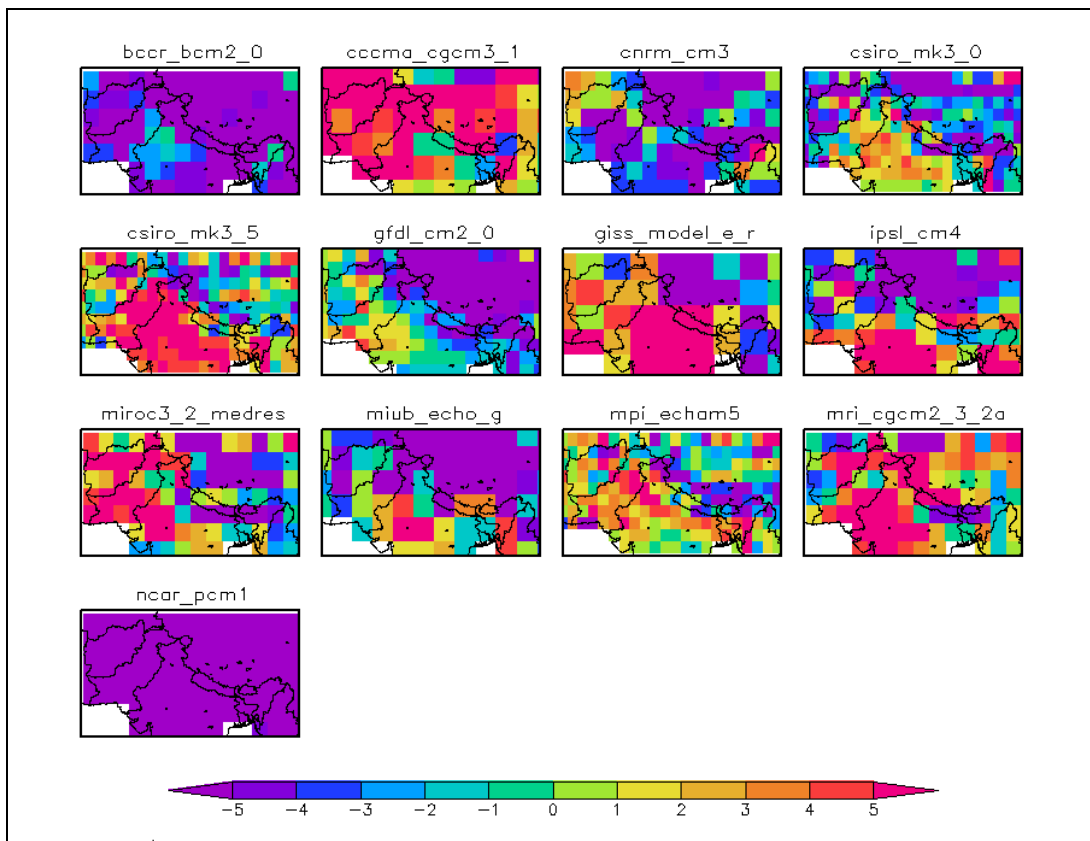 bccr_bcm2_0 cccma_cgcm3_1 cnrm_cm3 csiro_mk3_0
csiro_mk3_5 gfdl_cm2_0 giss_model_e_r ipsl_cm4
miroc3_2_medres miub_echo_g mpi_echam5 mri_cgcm2_3_2a
ncar_pcm1
-5 -4 -3 -2 -1 0 1 2 3 4 5